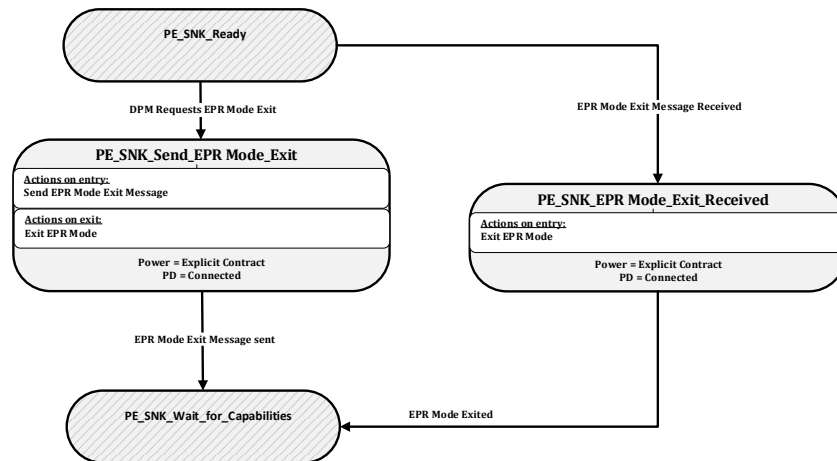 PE_SNK_Ready
DPM Requests EPR Mode Exit
EPR Mode Exit Message Received
PE_SNK_Send_EPR Mode_Exit
Actions on entry:
Send EPR Mode Exit Message
Actions on exit:
Exit EPR Mode
Power = Explicit Contract
PD = Connected
PE_SNK_EPR Mode_Exit_Received
Actions on entry:
Exit EPR Mode
Power = Explicit Contract
PD = Connected
EPR Mode Exit Message sent
EPR Mode Exited
PE_SNK_Wait_for_Capabilities